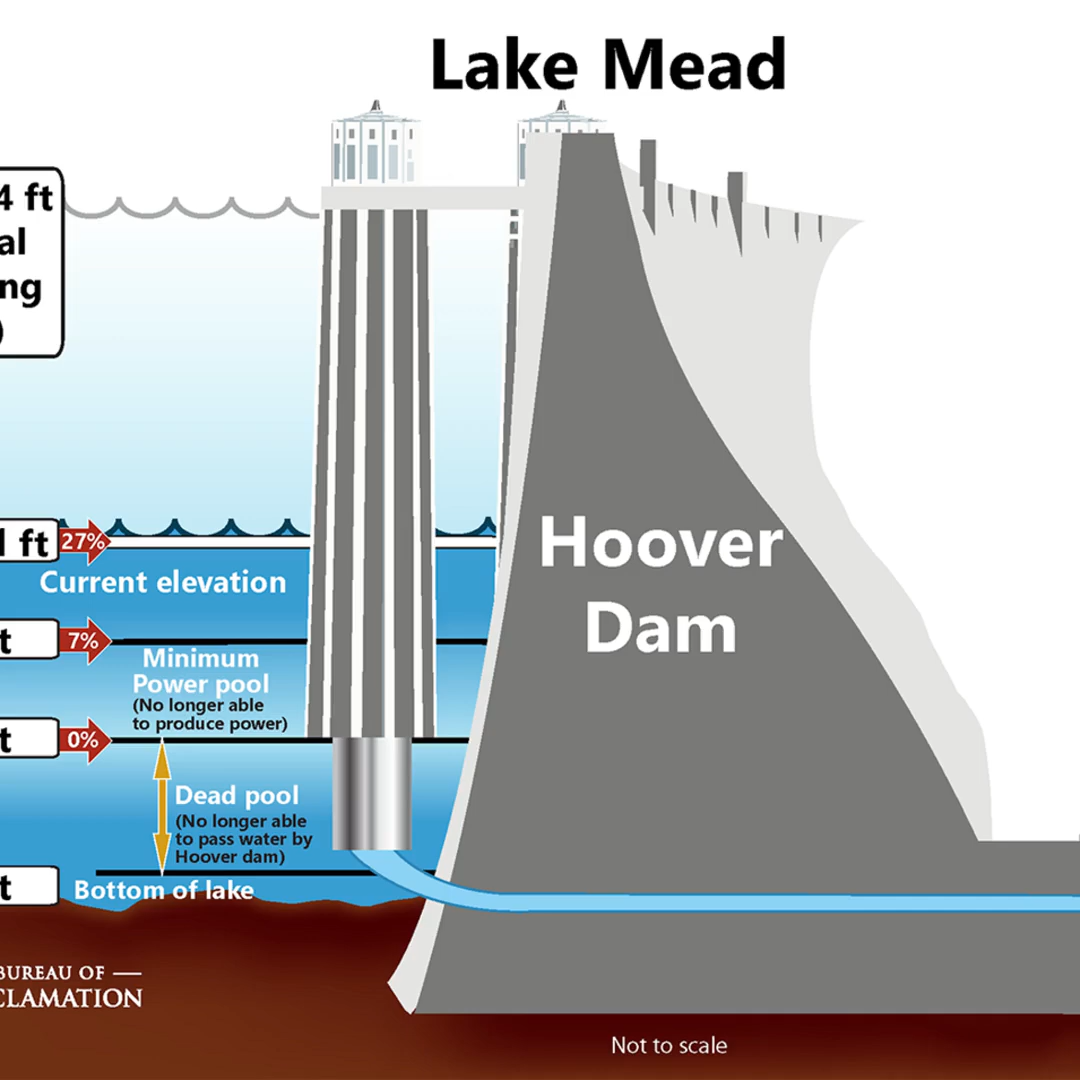 Lake Mead
4 ft
al
ng
)
ft
27%
Current elevation
t
7%
Minimum
Power pool
(No longer able
to produce power)
t
0%
Dead pool
(No longer able
to pass water by
Hoover dam)
t
Bottom of lake
Hoover
Dam
BUREAU OF
CLAMATION
Not to scale